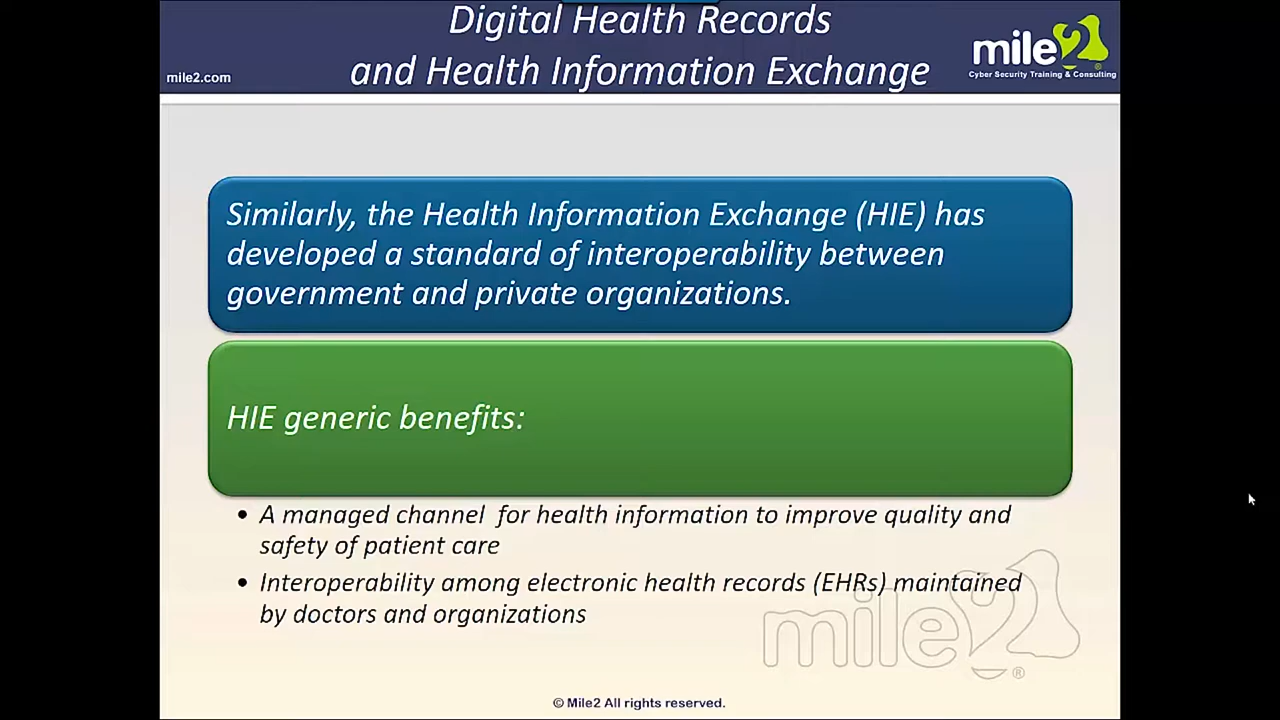 Digital Health Records
and Health Information Exchange
mile2.com
mile2
Cyber Security Training & Consulting
Similarly, the Health Information Exchange (HIE) has
developed a standard of interoperability between
government and private organizations.
HIE generic benefits:
• A managed channel for health information to improve quality and
safety of patient care
• Interoperability among electronic health records (EHRs) maintained
by doctors and organizations
mile2®
© Mile2 All rights reserved.